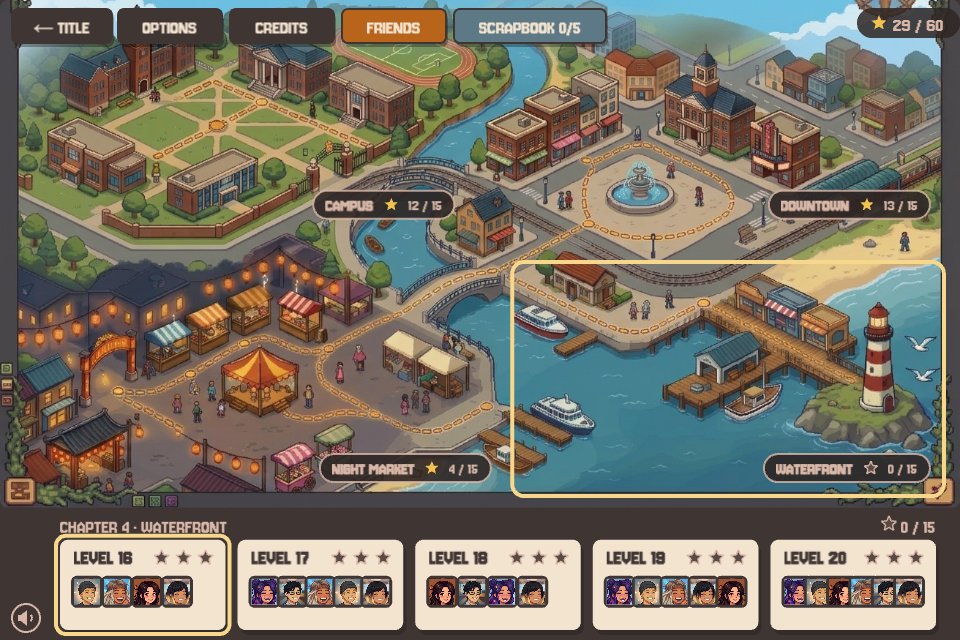 ← TITLE
OPTIONS
CREDITS
FRIENDS
SCRAPBOOK 0/5
29 / 60
CAMPUS 12 / 15
DOWNTOWN 13 / 15
NIGHT MARKET 4 / 15
WATERFRONT 0 / 15
CHAPTER 4 · WATERFRONT
0 / 15
LEVEL 16
LEVEL 17
LEVEL 18
LEVEL 19
LEVEL 20